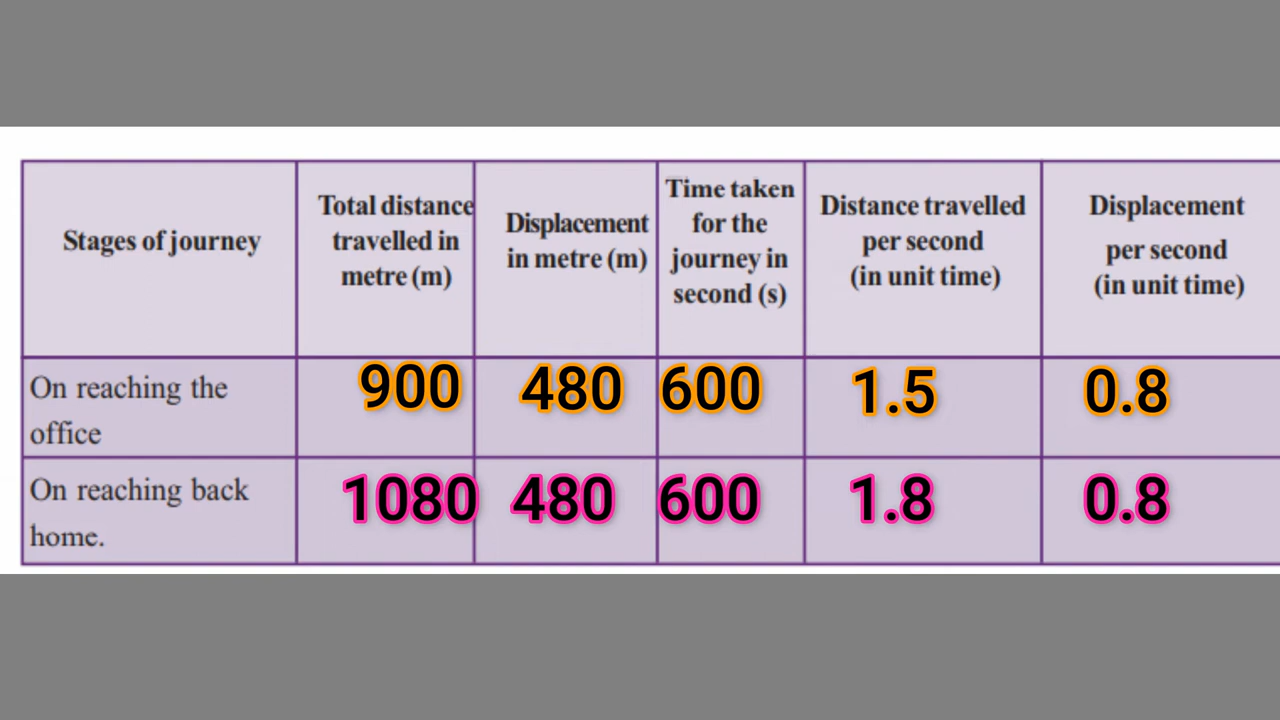 Stages of journey
Total distance
travelled in
metre (m)
Displacement
in metre (m)
Time taken
for the
journey in
second (s)
Distance travelled
per second
(in unit time)
Displacement
per second
(in unit time)
On reaching the
office
900
480
600
1.5
0.8
On reaching back
home.
1080
480
600
1.8
0.8